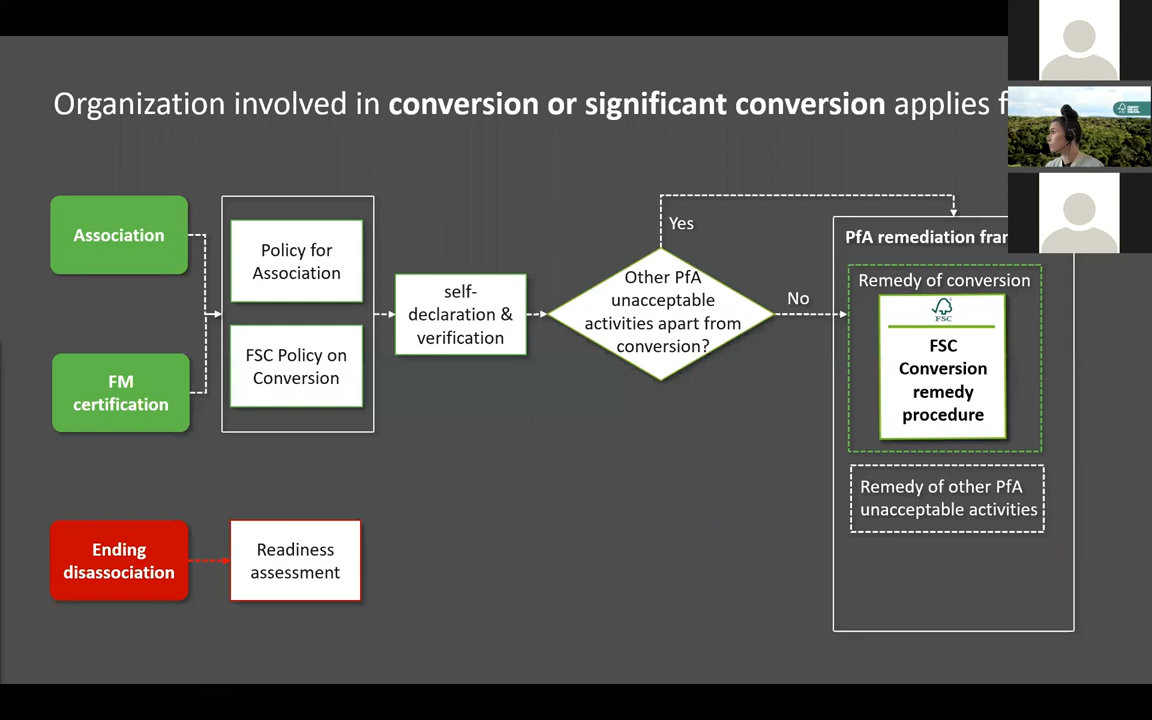 Organization involved in conversion or significant conversion applies f
Association
Policy for
Association
FM
certification
FSC Policy on
Conversion
self-
declaration &
verification
Other PfA
unacceptable
activities apart from
conversion?
Yes
No
PfA remediation fra
Remedy of conversion
FSC
FSC
Conversion
remedy
procedure
Remedy of other PfA
unacceptable activities
Ending
disassociation
Readiness
assessment